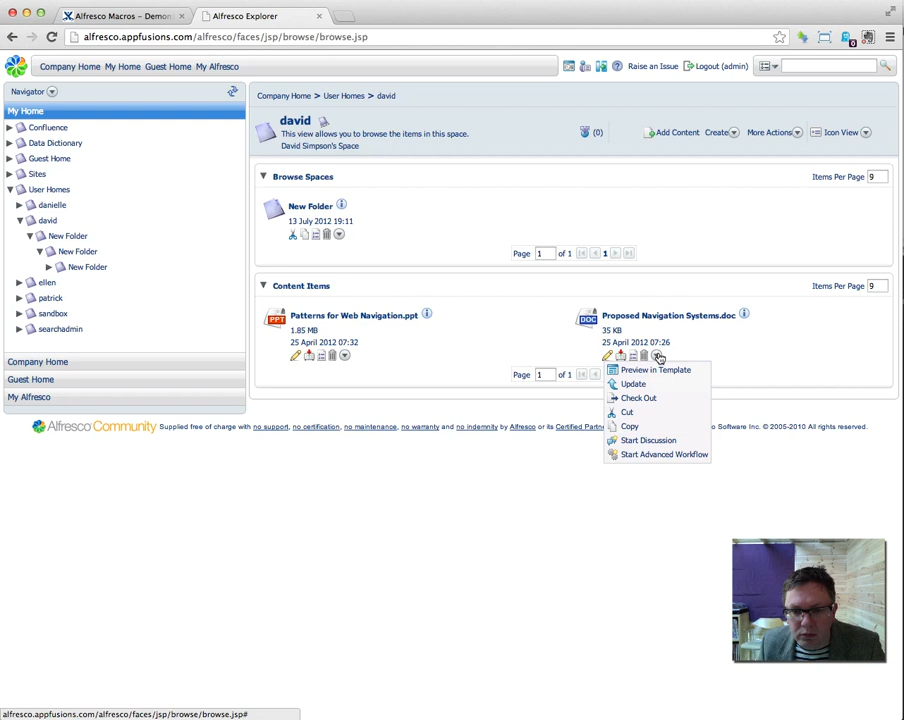 Alfresco Macros – Demon
Alfresco Explorer
alfresco.appfusions.com/alfresco/faces/jsp/browse/browse.jsp
0
Company Home My Home Guest Home My Alfresco
Raise an Issue Logout (admin)
Navigator
My Home
Confluence
Data Dictionary
Guest Home
Sites
User Homes
danielle
david
New Folder
New Folder
New Folder
ellen
patrick
sandbox
searchadmin
Company Home
Guest Home
My Alfresco
Company Home > User Homes > david
david
This view allows you to browse the items in this space.
David Simpson's Space
(0)
Add Content Create More Actions Icon View
Browse Spaces
Items Per Page 9
New Folder
13 July 2012 19:11
Page 1 of 1 1
Content Items
Items Per Page 9
PPT
Patterns for Web Navigation.ppt
1.85 MB
25 April 2012 07:32
DOC
Proposed Navigation Systems.doc
35 KB
25 April 2012 07:26
Page 1 of 1
Preview in Template
Update
Check Out
Cut
Copy
Start Discussion
Start Advanced Workflow
Alfresco Community Supplied free of charge with no support, no certification, no maintenance, no warranty and no indemnity by Alfresco or its Certified Partn
o Software Inc. © 2005-2010 All rights reserved.
alfresco.appfusions.com/alfresco/faces/jsp/browse/browse.jsp#